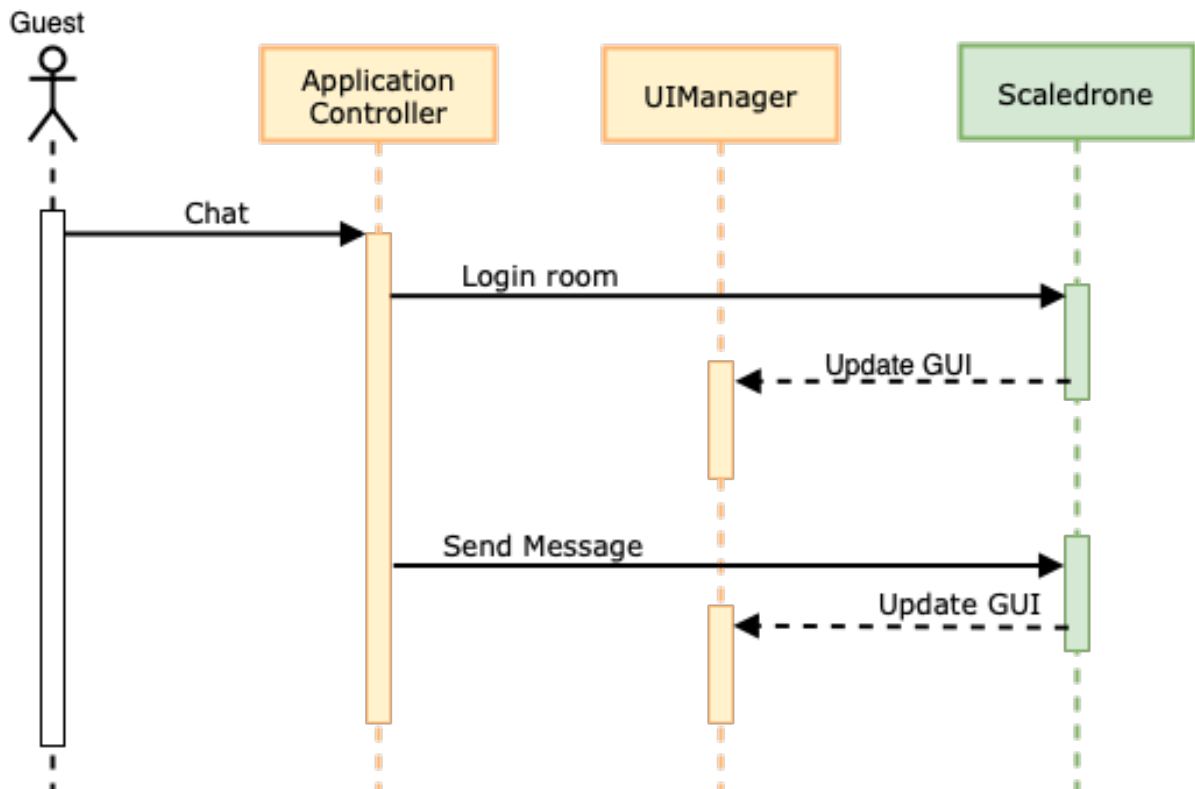 Guest
Application
Controller
UIManager
Scaledrone
Chat
Login room
Update GUI
Send Message
Update GUI